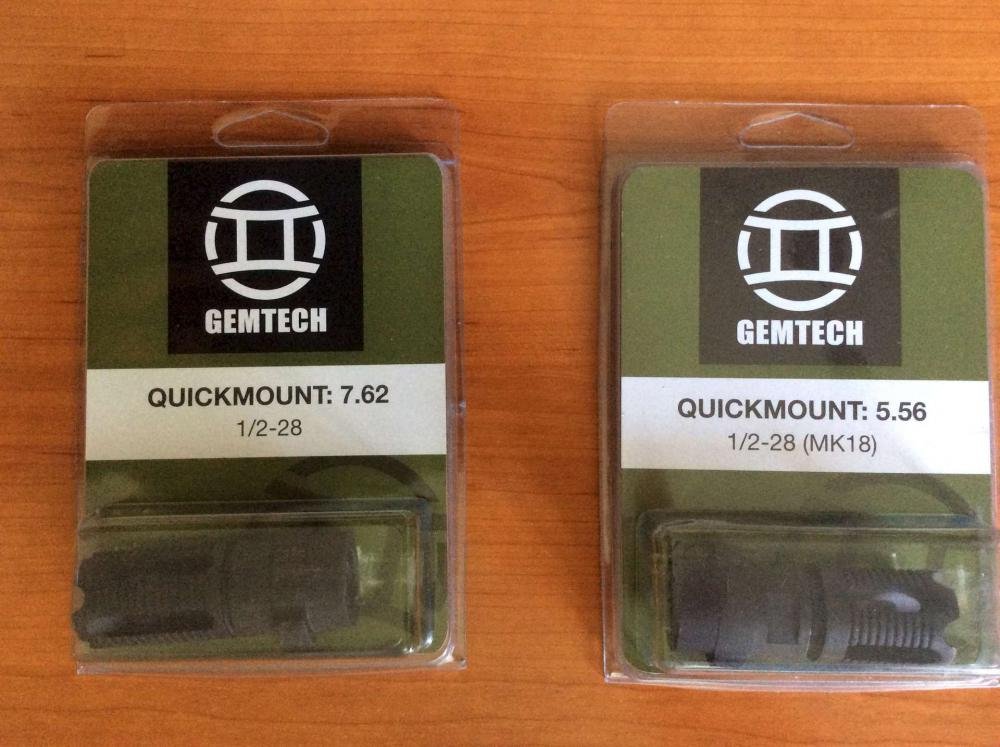 GEMTECH
QUICKMOUNT: 7.62
1/2-28
GEMTECH
QUICKMOUNT: 5.56
1/2-28 (MK18)